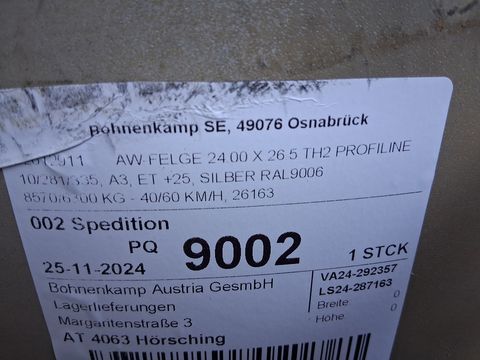 Bohnenkamp SE, 49076 Osnabrück
AW-FELGE 24.00 X 26.5 TH2 PROFILINE
10/281/335, A3, ET +25, SILBER RAL9006
8570/6300 KG - 40/60 KM/H, 26163
002 Spedition
PQ 9002 1 STCK
25-11-2024
VA24-292357
LS24-287163
Bohnenkamp Austria GesmbH
Lagerlieferungen
Breite 0
Margaritenstraße 3
Höhe 0
AT 4063 Hörsching